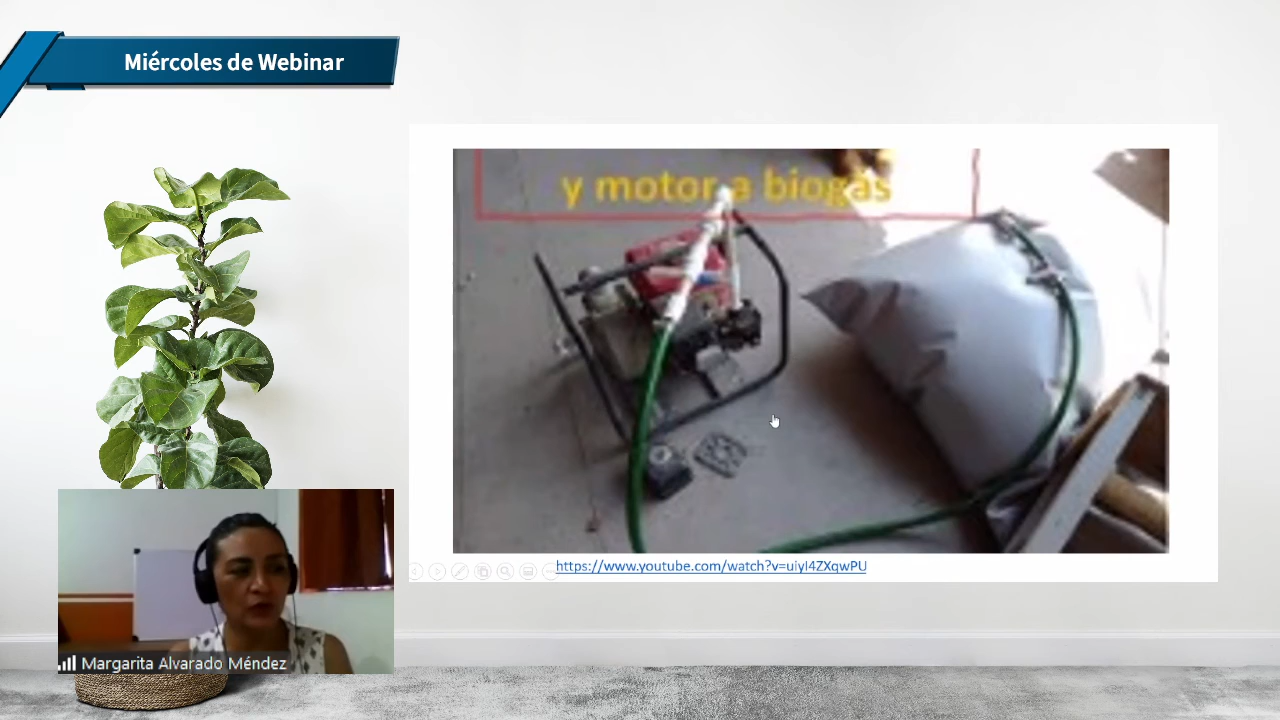 Miércoles de Webinar
y motor a biogás
https://www.youtube.com/watch?v=uiyI4ZXqwPU
Margarita Alvarado Méndez